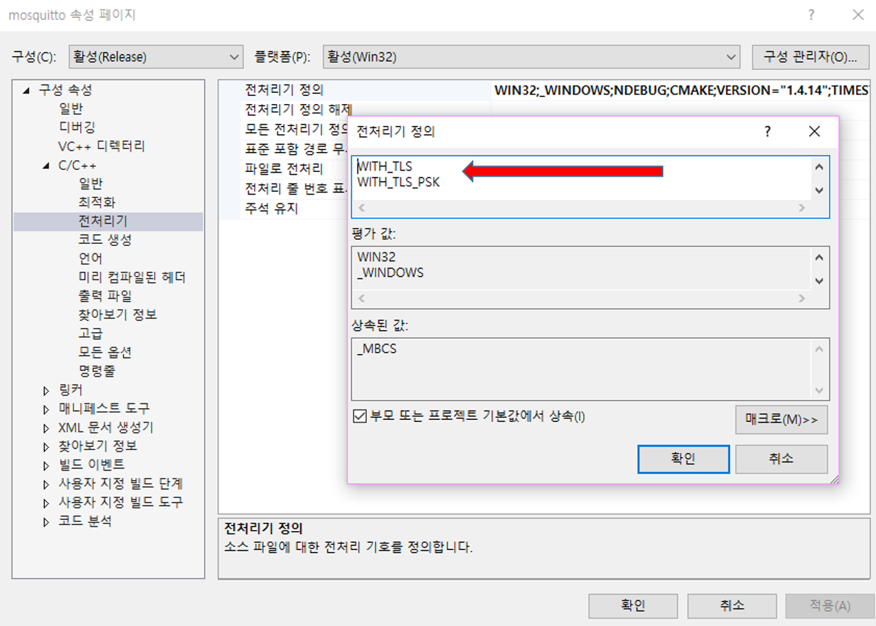 mosquitto 속성 페이지
?
구성(C):
활성(Release)
플랫폼(P):
활성(Win32)
구성 관리자(O)...
구성 속성
일반
디버깅
VC++ 디렉터리
C/C++
일반
최적화
전처리기
코드 생성
언어
미리 컴파일된 헤더
출력 파일
찾아보기 정보
고급
모든 옵션
명령줄
링커
매니페스트 도구
XML 문서 생성기
찾아보기 정보
빌드 이벤트
사용자 지정 빌드 단계
사용자 지정 빌드 도구
코드 분석
전처리기 정의
WIN32;_WINDOWS;NDEBUG;CMAKE;VERSION="1.4.14";TIMES
전처리기 정의 해제
모든 전처리기 정의
표준 포함 경로 무
파일로 전처리
전처리 줄 번호 표
주석 유지
전처리기 정의
?
WITH_TLS
WITH_TLS_PSK
평가 값:
WIN32
_WINDOWS
상속된 값:
_MBCS
부모 또는 프로젝트 기본값에서 상속(I)
매크로(M)>>
확인
취소
전처리기 정의
소스 파일에 대한 전처리 기호를 정의합니다.
확인
취소
적용(A)